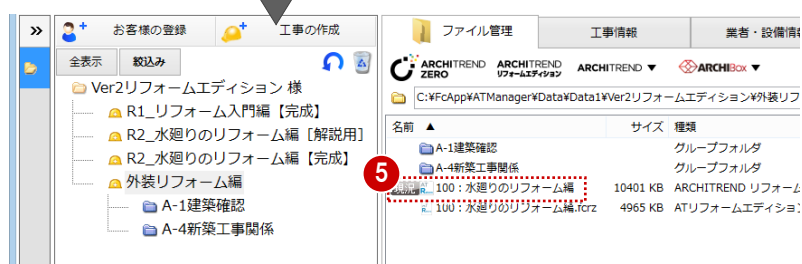 » お客様の登録 工事の作成
全表示 絞込み
Ver2リフォームエディション 様
R1_リフォーム入門編【完成】
R2_水廻りのリフォーム編［解説用］
R2_水廻りのリフォーム編【完成】
外装リフォーム編
A-1建築確認
A-4新築工事関係
ファイル管理 工事情報 業者・設備情
ARCHITREND ZERO ARCHITREND リフォームエディション ARCHITREND ▼ ARCHIBOX ▼
C:¥FcApp¥ATManager¥Data¥Data1¥Ver2リフォームエディション¥外装リフ
名前 ▲ サイズ 種類
A-1建築確認 グループフォルダ
A-4新築工事関係 グループフォルダ
5
現況 100：水廻りのリフォーム編 10401 KB ARCHITREND リフォーム
100：水廻りのリフォーム編.rcrz 4965 KB ATリフォームエディショ